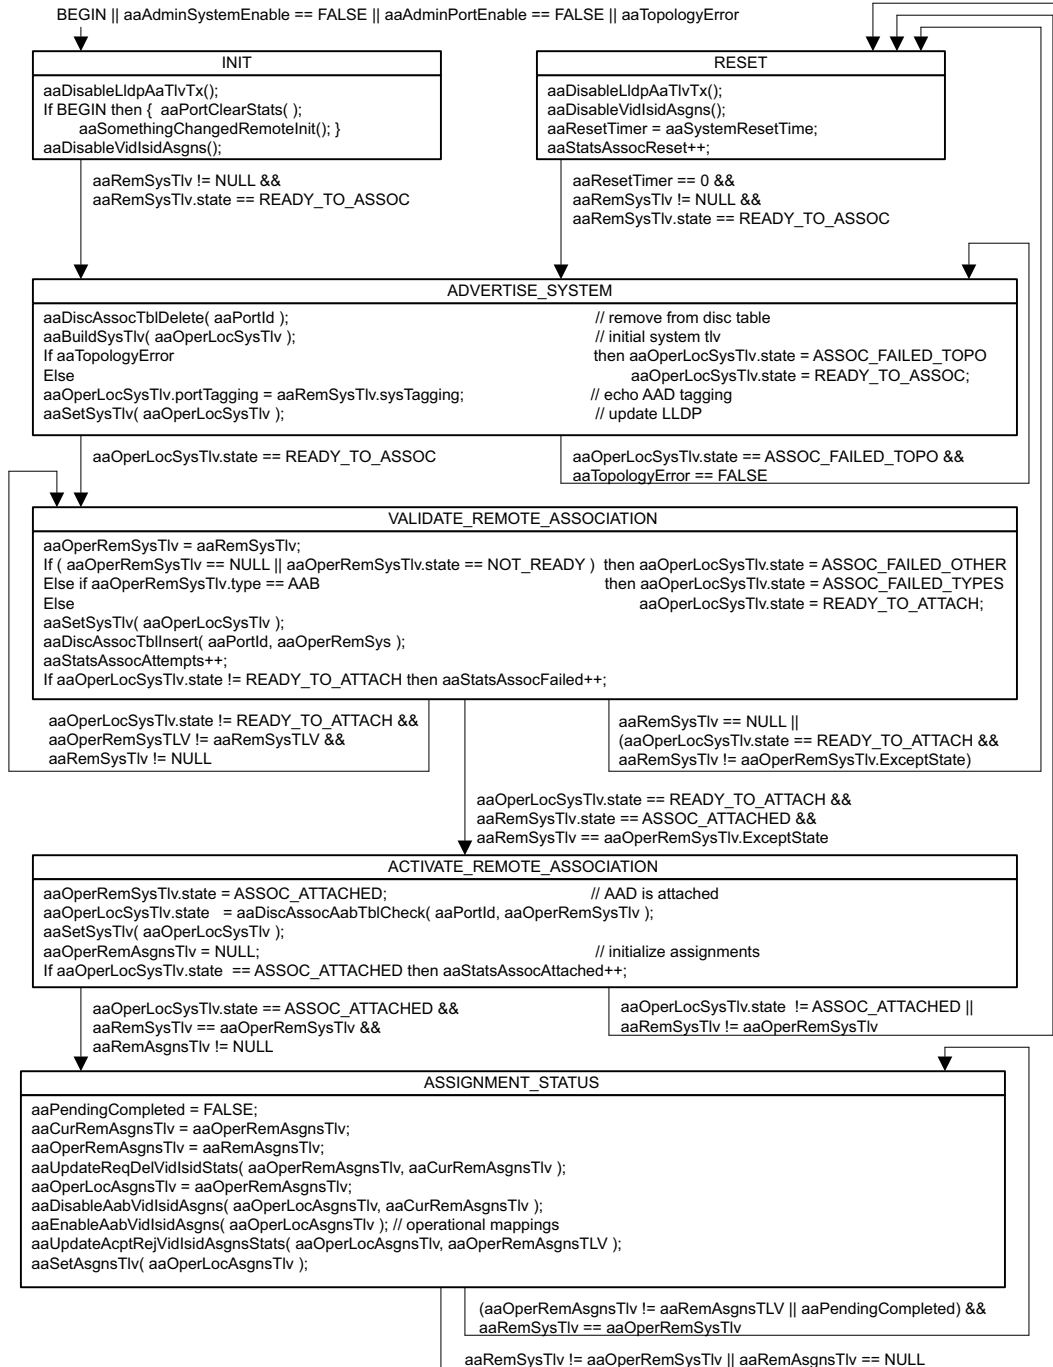 BEGIN || aaAdminSystemEnable == FALSE || aaAdminPortEnable == FALSE || aaTopologyError
INIT
aaDisableLldpAaTlvTx();
If BEGIN then { aaPortClearStats( );
aaSomethingChangedRemoteInit(); }
aaDisableVidIsidAsgns();
RESET
aaDisableLldpAaTlvTx();
aaDisableVidIsidAsgns();
aaResetTimer = aaSystemResetTime;
aaStatsAssocReset++;
aaRemSysTlv != NULL &&
aaRemSysTlv.state == READY_TO_ASSOC
aaResetTimer == 0 &&
aaRemSysTlv != NULL &&
aaRemSysTlv.state == READY_TO_ASSOC
ADVERTISE_SYSTEM
aaDiscAssocTblDelete( aaPortId ); // remove from disc table
aaBuildSysTlv( aaOperLocSysTlv ); // initial system tlv
If aaTopologyError then aaOperLocSysTlv.state = ASSOC_FAILED_TOPO
Else aaOperLocSysTlv.state = READY_TO_ASSOC;
aaOperLocSysTlv.portTagging = aaRemSysTlv.sysTagging; // echo AAD tagging
aaSetSysTlv( aaOperLocSysTlv ); // update LLDP
aaOperLocSysTlv.state == READY_TO_ASSOC
aaOperLocSysTlv.state == ASSOC_FAILED_TOPO &&
aaTopologyError == FALSE
VALIDATE_REMOTE_ASSOCIATION
aaOperRemSysTlv = aaRemSysTlv;
If ( aaOperRemSysTlv == NULL || aaOperRemSysTlv.state == NOT_READY ) then aaOperLocSysTlv.state = ASSOC_FAILED_OTHER
Else if aaOperRemSysTlv.type == AAB then aaOperLocSysTlv.state = ASSOC_FAILED_TYPES
Else aaOperLocSysTlv.state = READY_TO_ATTACH;
aaSetSysTlv( aaOperLocSysTlv );
aaDiscAssocTblInsert( aaPortId, aaOperRemSys );
aaStatsAssocAttempts++;
If aaOperLocSysTlv.state != READY_TO_ATTACH then aaStatsAssocFailed++;
aaOperLocSysTlv.state != READY_TO_ATTACH &&
aaOperRemSysTLV != aaRemSysTLV &&
aaRemSysTlv != NULL
aaRemSysTlv == NULL ||
(aaOperLocSysTlv.state == READY_TO_ATTACH &&
aaRemSysTlv != aaOperRemSysTlv.ExceptState)
aaOperLocSysTlv.state == READY_TO_ATTACH &&
aaRemSysTlv.state == ASSOC_ATTACHED &&
aaRemSysTlv == aaOperRemSysTlv.ExceptState
ACTIVATE_REMOTE_ASSOCIATION
aaOperRemSysTlv.state = ASSOC_ATTACHED; // AAD is attached
aaOperLocSysTlv.state = aaDiscAssocAabTblCheck( aaPortId, aaOperRemSysTlv );
aaSetSysTlv( aaOperLocSysTlv );
aaOperRemAsgnsTlv = NULL; // initialize assignments
If aaOperLocSysTlv.state == ASSOC_ATTACHED then aaStatsAssocAttached++;
aaOperLocSysTlv.state == ASSOC_ATTACHED &&
aaRemSysTlv == aaOperRemSysTlv &&
aaRemAsgnsTlv != NULL
aaOperLocSysTlv.state != ASSOC_ATTACHED ||
aaRemSysTlv != aaOperRemSysTlv
ASSIGNMENT_STATUS
aaPendingCompleted = FALSE;
aaCurRemAsgnsTlv = aaOperRemAsgnsTlv;
aaOperRemAsgnsTlv = aaRemAsgnsTlv;
aaUpdateReqDelVidIsidStats( aaOperRemAsgnsTlv, aaCurRemAsgnsTlv );
aaOperLocAsgnsTlv = aaOperRemAsgnsTlv;
aaDisableAabVidIsidAsgns( aaOperLocAsgnsTlv, aaCurRemAsgnsTlv );
aaEnableAabVidIsidAsgns( aaOperLocAsgnsTlv ); // operational mappings
aaUpdateAcptRejVidIsidAsgnsStats( aaOperLocAsgnsTlv, aaOperRemAsgnsTLV );
aaSetAsgnsTlv( aaOperLocAsgnsTlv );
(aaOperRemAsgnsTlv != aaRemAsgnsTLV || aaPendingCompleted) &&
aaRemSysTlv == aaOperRemSysTlv
aaRemSysTlv != aaOperRemSysTlv || aaRemAsgnsTlv == NULL